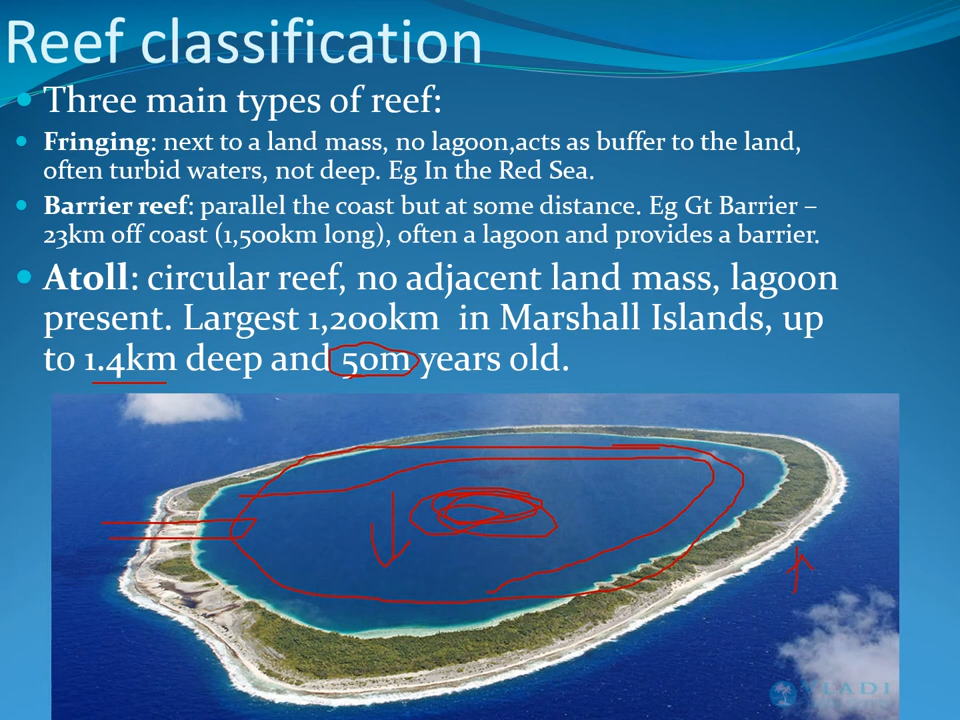 Reef classification
• Three main types of reef:
• Fringing: next to a land mass, no lagoon,acts as buffer to the land,
often turbid waters, not deep. Eg In the Red Sea.
• Barrier reef: parallel the coast but at some distance. Eg Gt Barrier –
23km off coast (1,500km long), often a lagoon and provides a barrier.
• Atoll: circular reef, no adjacent land mass, lagoon
present. Largest 1,200km in Marshall Islands, up
to 1.4km deep and 50m years old.
VLADI